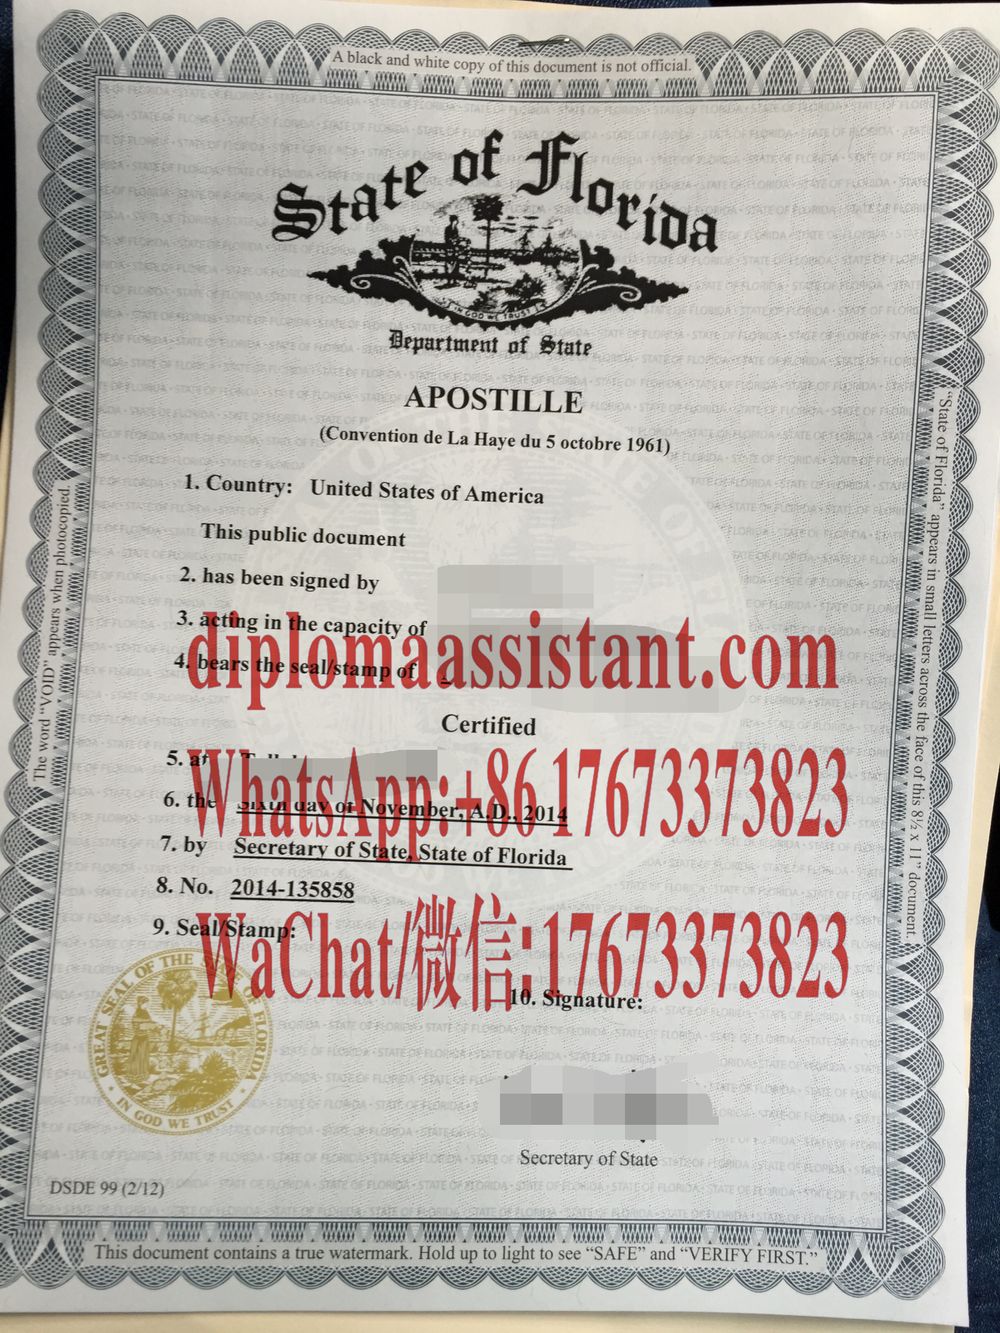 A black and white copy of this document is not official.
State of Florida
IN GOD WE TRUST
Department of State
APOSTILLE
(Convention de La Haye du 5 octobre 1961)
1. Country: United States of America
This public document
2. has been signed by
3. acting in the capacity of
diplomaassistant.com
4. bears the seal/stamp of
Certified
5. at
WhatsApp:+86 17673373823
6. the Sixth day of November, A.D., 2014
7. by Secretary of State, State of Florida
8. No. 2014-135858
9. Seal/Stamp:
WaChat/微信:17673373823
10. Signature:
GREAT SEAL OF THE STATE OF FLORIDA
IN GOD WE TRUST
Secretary of State
DSDE 99 (2/12)
This document contains a true watermark. Hold up to light to see “SAFE” and “VERIFY FIRST.”
The word “VOID” appears when photocopied.
“State of Florida” appears in small letters across the face of this 8½ x 11” document.